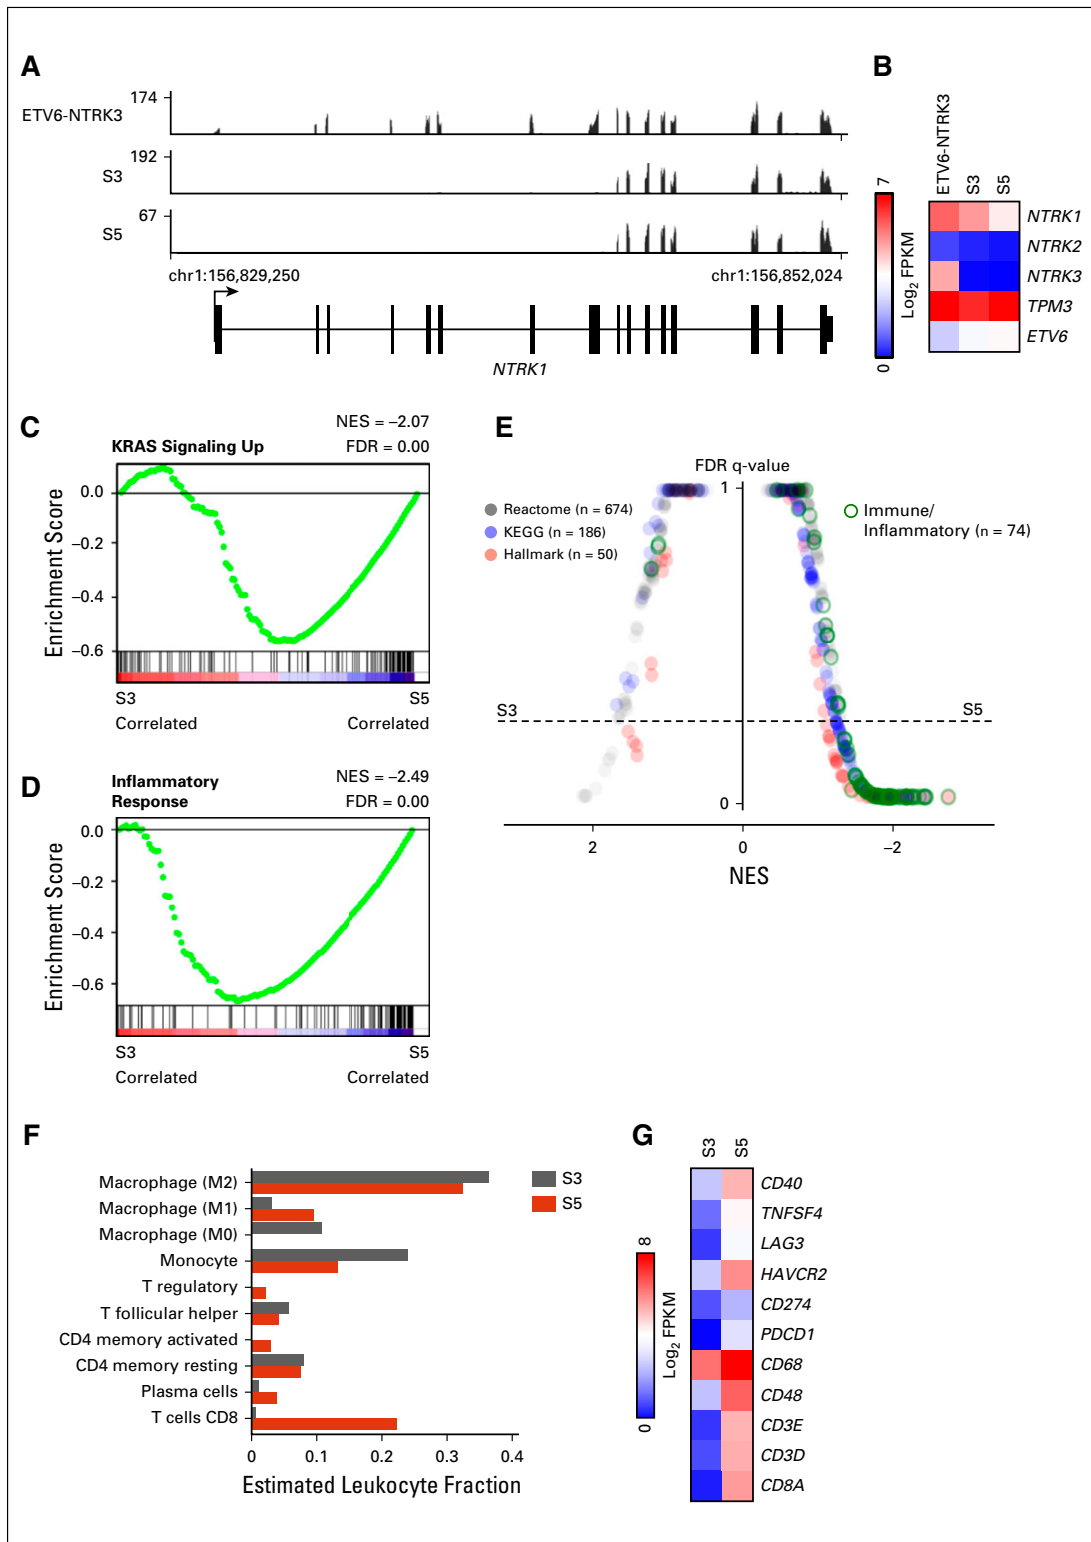 A
ETV6-NTRK3
174
S3
192
S5
67
chr1:156,829,250
chr1:156,852,024
NTRK1
B
ETV6-NTRK3
S3
S5
7
0
Log2 FPKM
NTRK1
NTRK2
NTRK3
TPM3
ETV6
C
KRAS Signaling Up
NES = –2.07
FDR = 0.00
Enrichment Score
0.0
–0.2
–0.4
–0.6
S3
S5
Correlated
Correlated
D
Inflammatory
Response
NES = –2.49
FDR = 0.00
Enrichment Score
0.0
–0.2
–0.4
–0.6
S3
S5
Correlated
Correlated
E
FDR q-value
1
Reactome (n = 674)
KEGG (n = 186)
Hallmark (n = 50)
Immune/
Inflammatory (n = 74)
S3
S5
0
2
0
–2
NES
F
Macrophage (M2)
Macrophage (M1)
Macrophage (M0)
Monocyte
T regulatory
T follicular helper
CD4 memory activated
CD4 memory resting
Plasma cells
T cells CD8
S3
S5
0
0.1
0.2
0.3
0.4
Estimated Leukocyte Fraction
G
S3
S5
8
0
Log2 FPKM
CD40
TNFSF4
LAG3
HAVCR2
CD274
PDCD1
CD68
CD48
CD3E
CD3D
CD8A